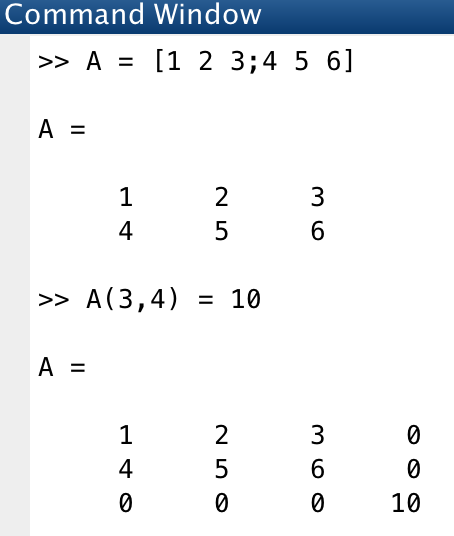 Command Window
>> A = [1 2 3;4 5 6]
A =
1 2 3
4 5 6
>> A(3,4) = 10
A =
1 2 3 0
4 5 6 0
0 0 0 10